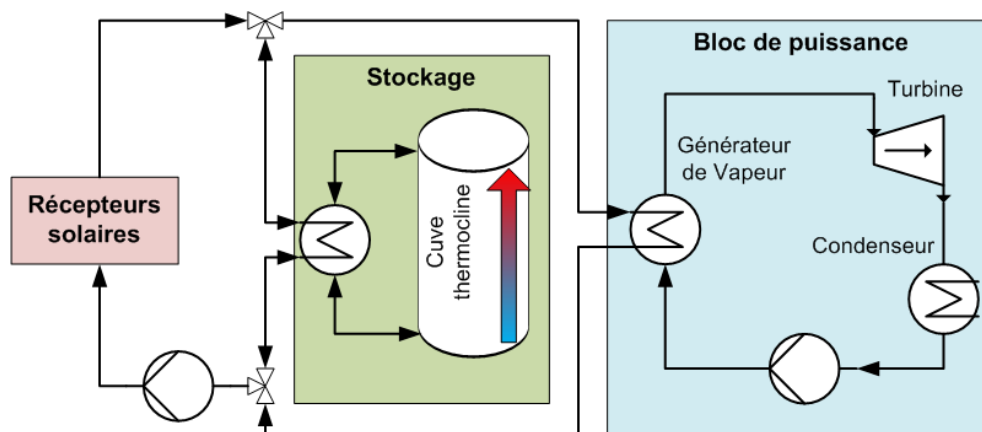 Bloc de puissance
Stockage
Turbine
Générateur
de Vapeur
Récepteurs
solaires
Cuve
thermocline
Condenseur